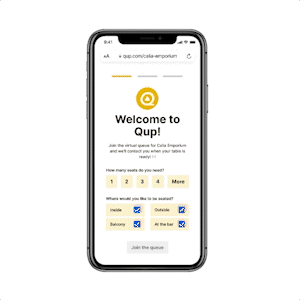 9:41
AA qup.com/calia-emporium
Welcome to
Qup!
Join the virtual queue for Calia Emporium
and we'll contact you when your table is
ready!
How many seats do you need?
1 2 3 4 More
Where would you like to be seated?
Inside Outside
Balcony At the bar
Join the queue